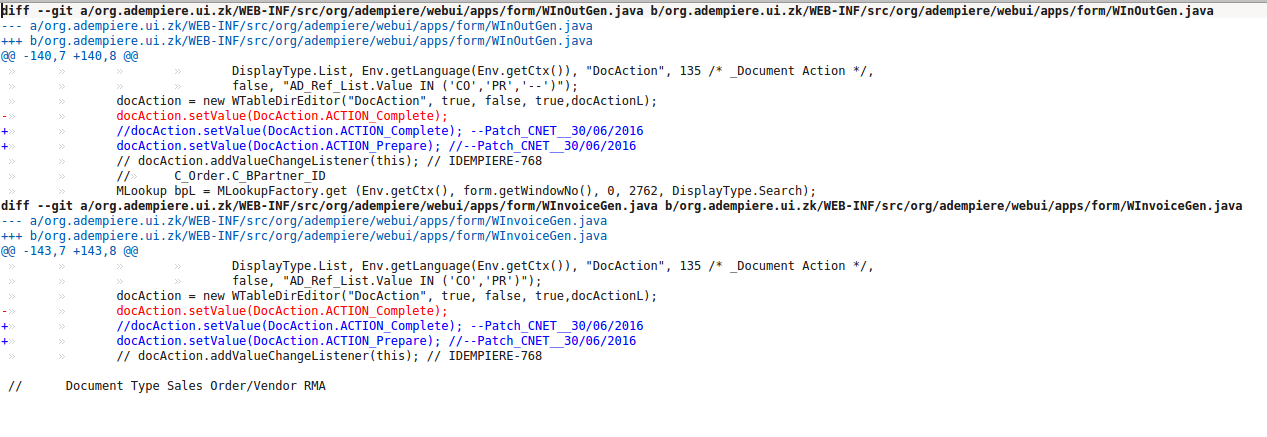 diff --git a/org.adempiere.ui.zk/WEB-INF/src/org/adempiere/webui/apps/form/WInOutGen.java b/org.adempiere.ui.zk/WEB-INF/src/org/adempiere/webui/apps/form/WInOutGen.java
--- a/org.adempiere.ui.zk/WEB-INF/src/org/adempiere/webui/apps/form/WInOutGen.java
+++ b/org.adempiere.ui.zk/WEB-INF/src/org/adempiere/webui/apps/form/WInOutGen.java
@@ -140,7 +140,8 @@
» » » » DisplayType.List, Env.getLanguage(Env.getCtx()), "DocAction", 135 /* _Document Action */,
» » » » false, "AD_Ref_List.Value IN ('CO','PR','--')");
» » docAction = new WTableDirEditor("DocAction", true, false, true,docActionL);
-» » docAction.setValue(DocAction.ACTION_Complete);
+» » //docAction.setValue(DocAction.ACTION_Complete); --Patch_CNET__30/06/2016
+» » docAction.setValue(DocAction.ACTION_Prepare); //--Patch_CNET__30/06/2016
» » // docAction.addValueChangeListener(this); // IDEMPIERE-768
» » //» C_Order.C_BPartner_ID
» » MLookup bpL = MLookupFactory.get (Env.getCtx(), form.getWindowNo(), 0, 2762, DisplayType.Search);
diff --git a/org.adempiere.ui.zk/WEB-INF/src/org/adempiere/webui/apps/form/WInvoiceGen.java b/org.adempiere.ui.zk/WEB-INF/src/org/adempiere/webui/apps/form/WInvoiceGen.java
--- a/org.adempiere.ui.zk/WEB-INF/src/org/adempiere/webui/apps/form/WInvoiceGen.java
+++ b/org.adempiere.ui.zk/WEB-INF/src/org/adempiere/webui/apps/form/WInvoiceGen.java
@@ -143,7 +143,8 @@
» » » » DisplayType.List, Env.getLanguage(Env.getCtx()), "DocAction", 135 /* _Document Action */,
» » » » false, "AD_Ref_List.Value IN ('CO','PR')");
» » docAction = new WTableDirEditor("DocAction", true, false, true,docActionL);
-» » docAction.setValue(DocAction.ACTION_Complete);
+» » //docAction.setValue(DocAction.ACTION_Complete); --Patch_CNET__30/06/2016
+» » docAction.setValue(DocAction.ACTION_Prepare); //--Patch_CNET__30/06/2016
» » // docAction.addValueChangeListener(this); // IDEMPIERE-768
// Document Type Sales Order/Vendor RMA